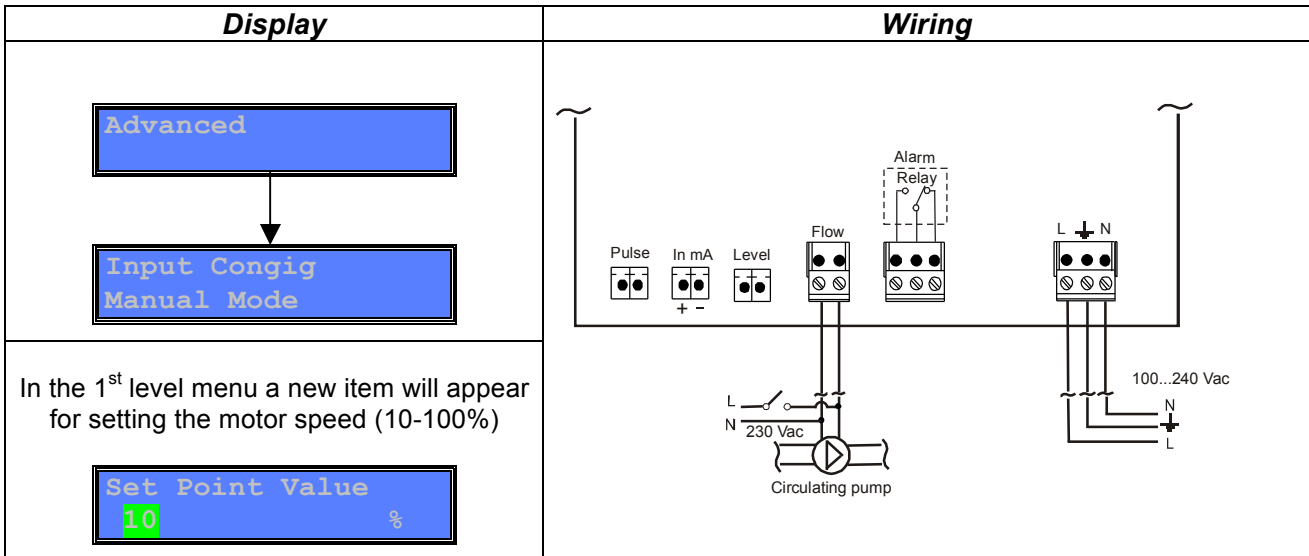 Display
Wiring
Advanced
Input Congig
Manual Mode
In the 1st level menu a new item will appear
for setting the motor speed (10-100%)
Set Point Value
10 %
Alarm
Relay
Flow
Pulse
In mA
Level
+ -
L N
100...240 Vac
N
L
L
N
230 Vac
Circulating pump